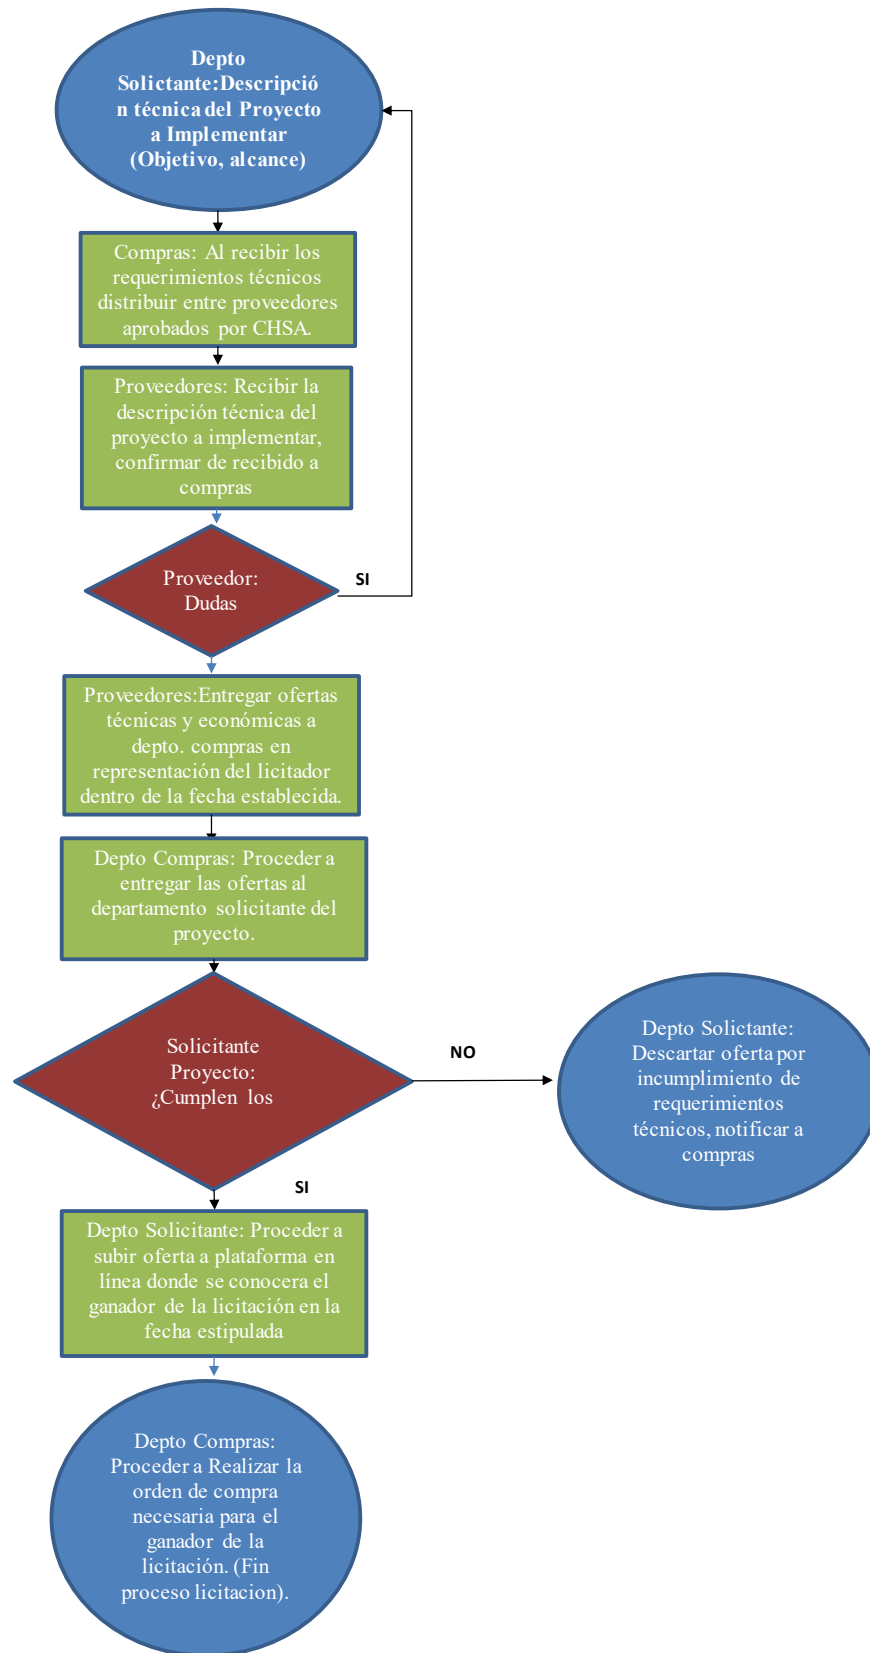 Depto
Solictante:Descripció
n técnica del Proyecto
a Implementar
(Objetivo, alcance)
Compras: Al recibir los
requerimientos técnicos
distribuir entre proveedores
aprobados por CHSA.
Proveedores: Recibir la
descripción técnica del
proyecto a implementar,
confirmar de recibido a
compras
Proveedor:
Dudas
SI
Proveedores:Entregar ofertas
técnicas y económicas a
depto. compras en
representación del licitador
dentro de la fecha establecida.
Depto Compras: Proceder a
entregar las ofertas al
departamento solicitante del
proyecto.
Solicitante
Proyecto:
¿Cumplen los
NO
Depto Solictante:
Descartar oferta por
incumplimiento de
requerimientos
técnicos, notificar a
compras
SI
Depto Solicitante: Proceder a
subir oferta a plataforma en
línea donde se conocera el
ganador de la licitación en la
fecha estipulada
Depto Compras:
Proceder a Realizar la
orden de compra
necesaria para el
ganador de la
licitación. (Fin
proceso licitacion).